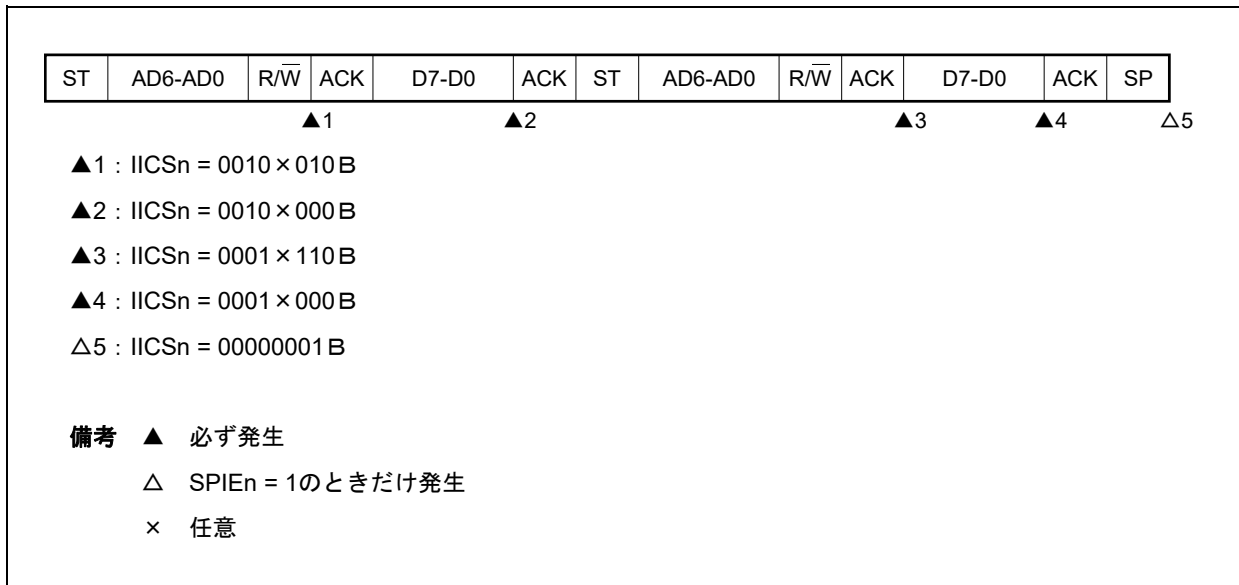 ST AD6-AD0 R/W̅ ACK D7-D0 ACK ST AD6-AD0 R/W̅ ACK D7-D0 ACK SP
▲1 ▲2 ▲3 ▲4 △5
▲1：IICSn = 0010×010B
▲2：IICSn = 0010×000B
▲3：IICSn = 0001×110B
▲4：IICSn = 0001×000B
△5：IICSn = 00000001B
備考 ▲ 必ず発生
△ SPIEn = 1のときだけ発生
× 任意